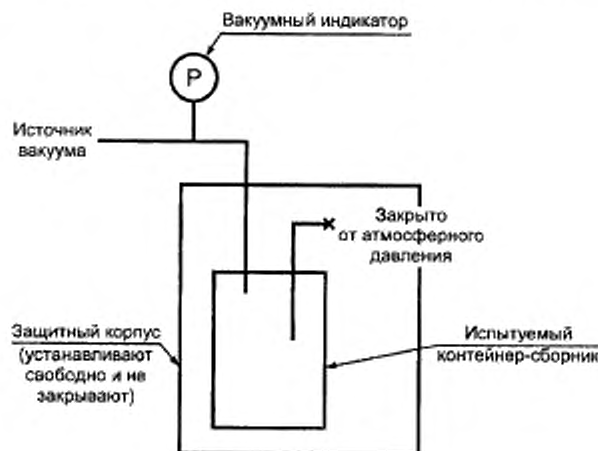 Вакуумный индикатор
P
Источник
вакуума
Закрыто
от атмосферного
давления
Защитный корпус
(устанавливают
свободно и не
закрывают)
Испытуемый
контейнер-сборник